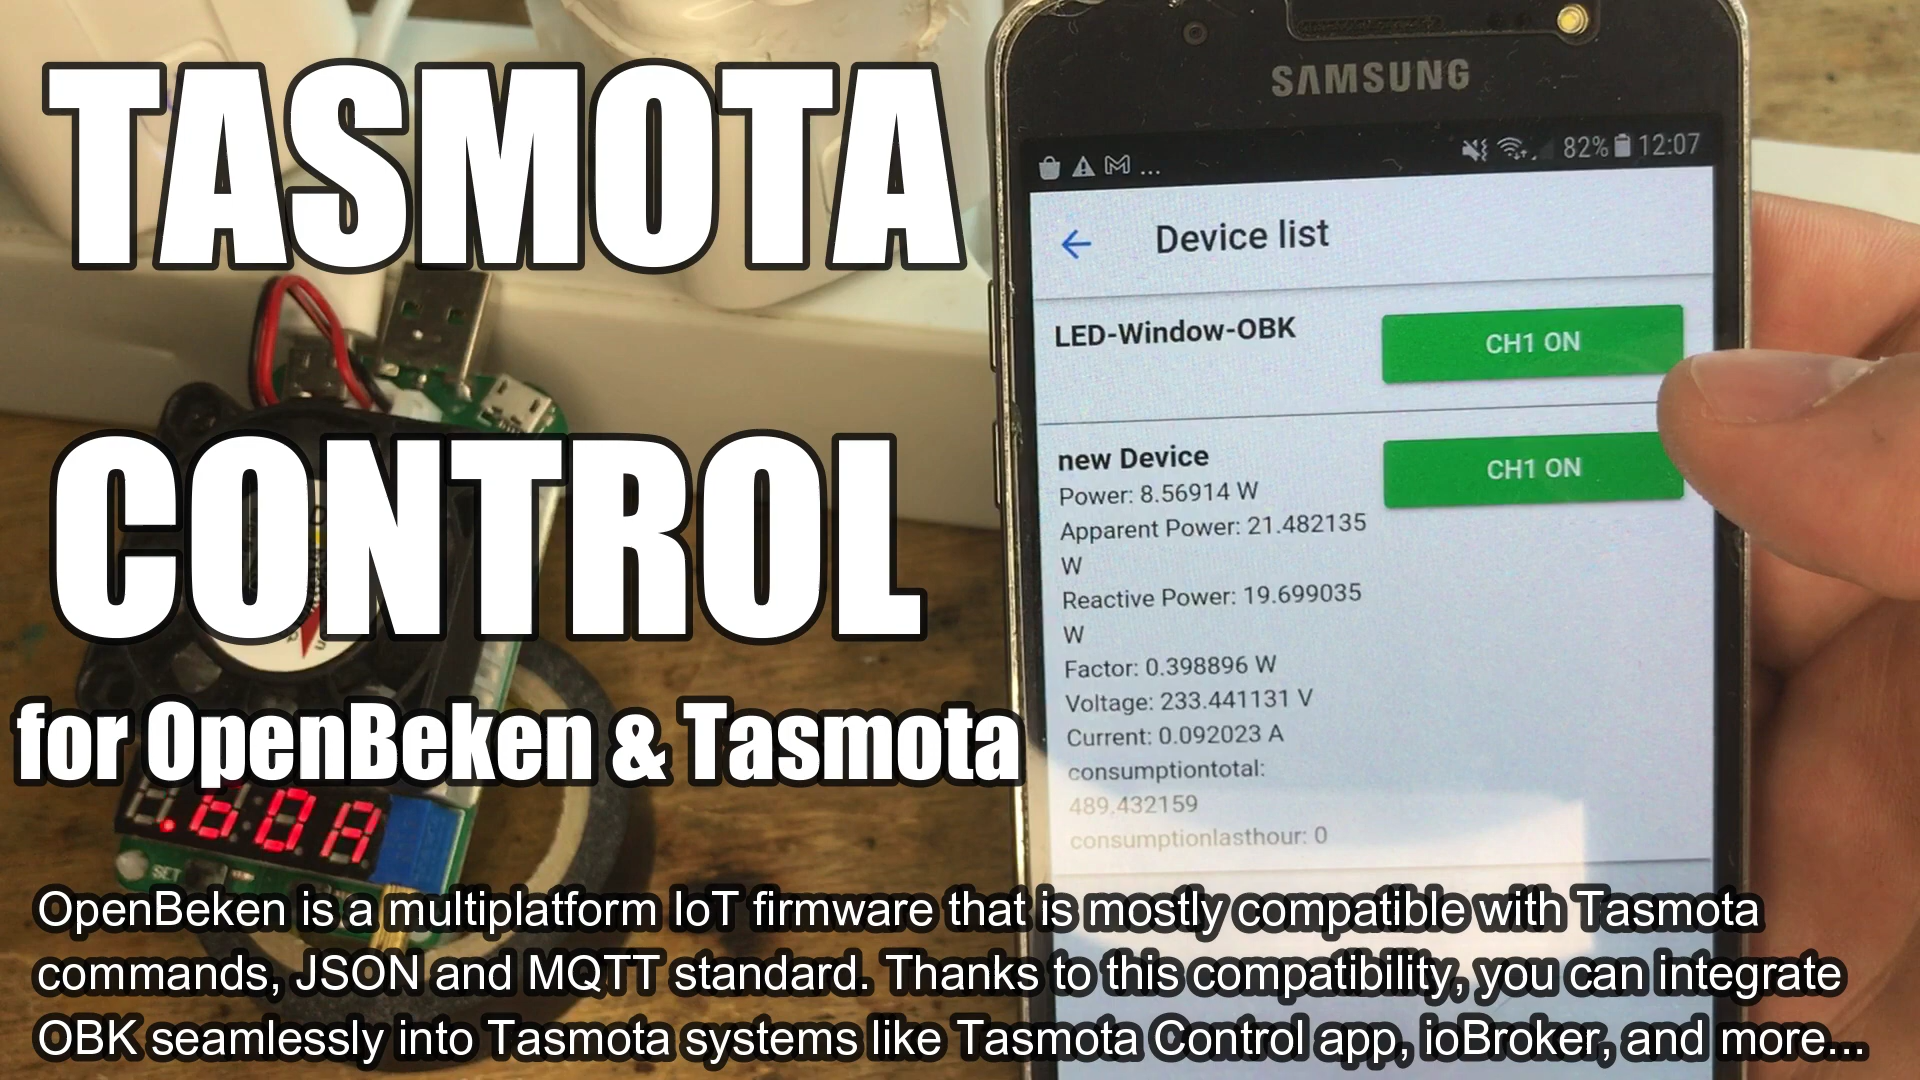 TASMOTA
CONTROL
for OpenBeken & Tasmota
SAMSUNG
82% 12:07
Device list
LED-Window-OBK
CH1 ON
new Device
CH1 ON
Power: 8.56914 W
Apparent Power: 21.482135
W
Reactive Power: 19.699035
W
Factor: 0.398896 W
Voltage: 233.441131 V
Current: 0.092023 A
consumptiontotal:
489.432159
consumptionlasthour: 0
.60A
SET
OpenBeken is a multiplatform IoT firmware that is mostly compatible with Tasmota
commands, JSON and MQTT standard. Thanks to this compatibility, you can integrate
OBK seamlessly into Tasmota systems like Tasmota Control app, ioBroker, and more...